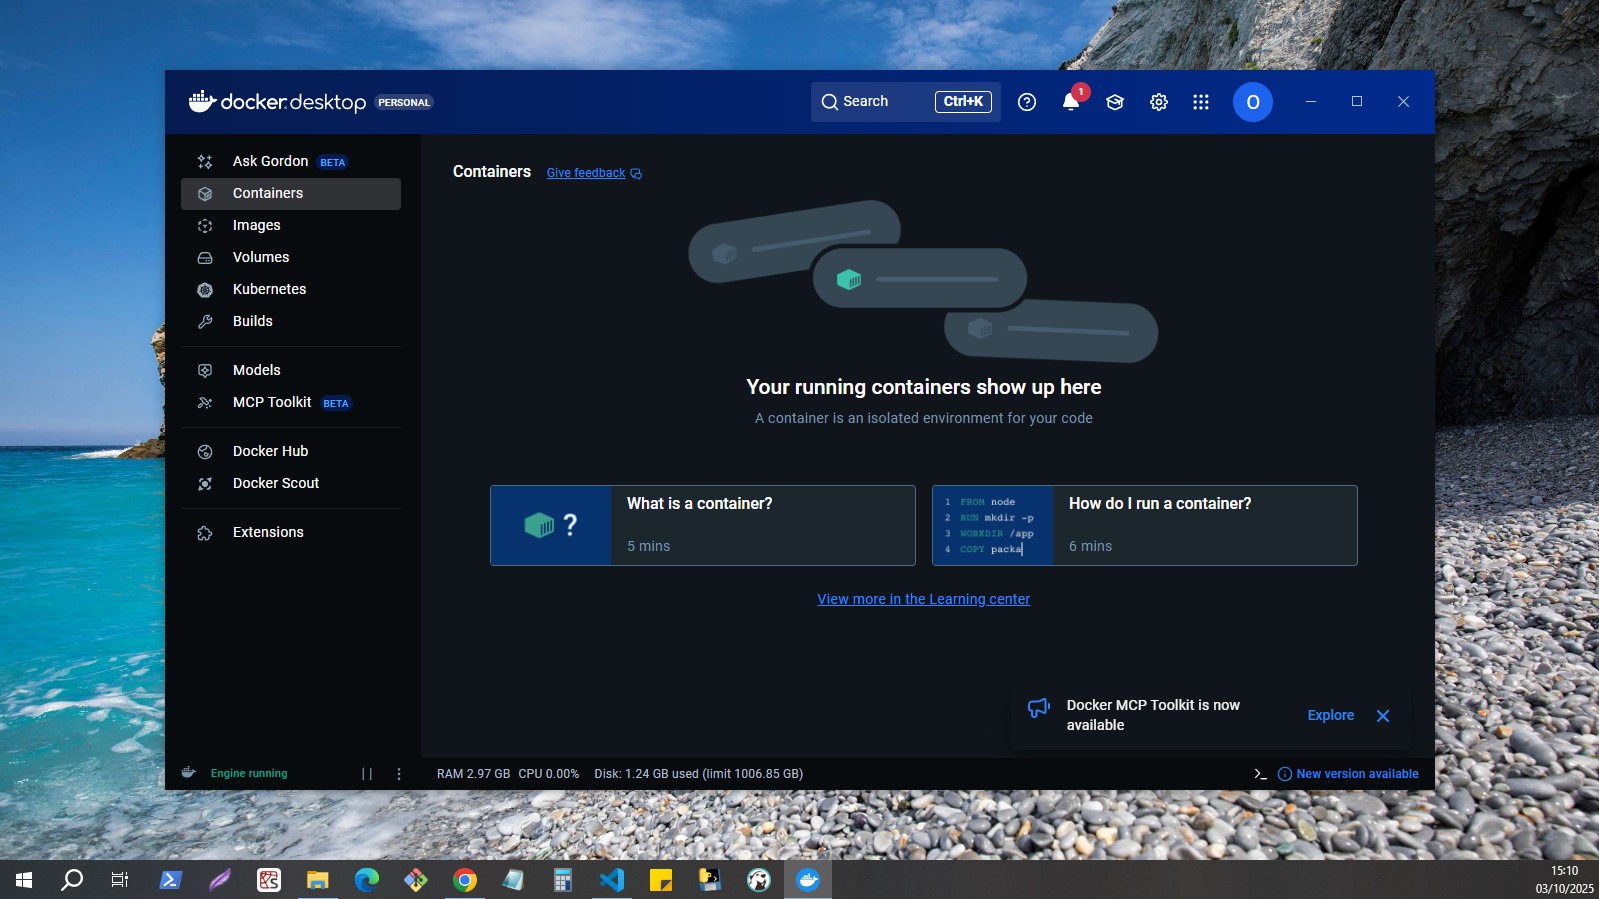 docker.desktop PERSONAL
Search Ctrl+K
1
O
Ask Gordon BETA
Containers
Images
Volumes
Kubernetes
Builds
Models
MCP Toolkit BETA
Docker Hub
Docker Scout
Extensions
Containers Give feedback
Your running containers show up here
A container is an isolated environment for your code
?
What is a container?
5 mins
1 FROM node
2 RUN mkdir -p
3 WORKDIR /app
4 COPY packa
How do I run a container?
6 mins
View more in the Learning center
Docker MCP Toolkit is now
available
Explore
Engine running
RAM 2.97 GB CPU 0.00% Disk: 1.24 GB used (limit 1006.85 GB)
New version available
15:10
03/10/2025